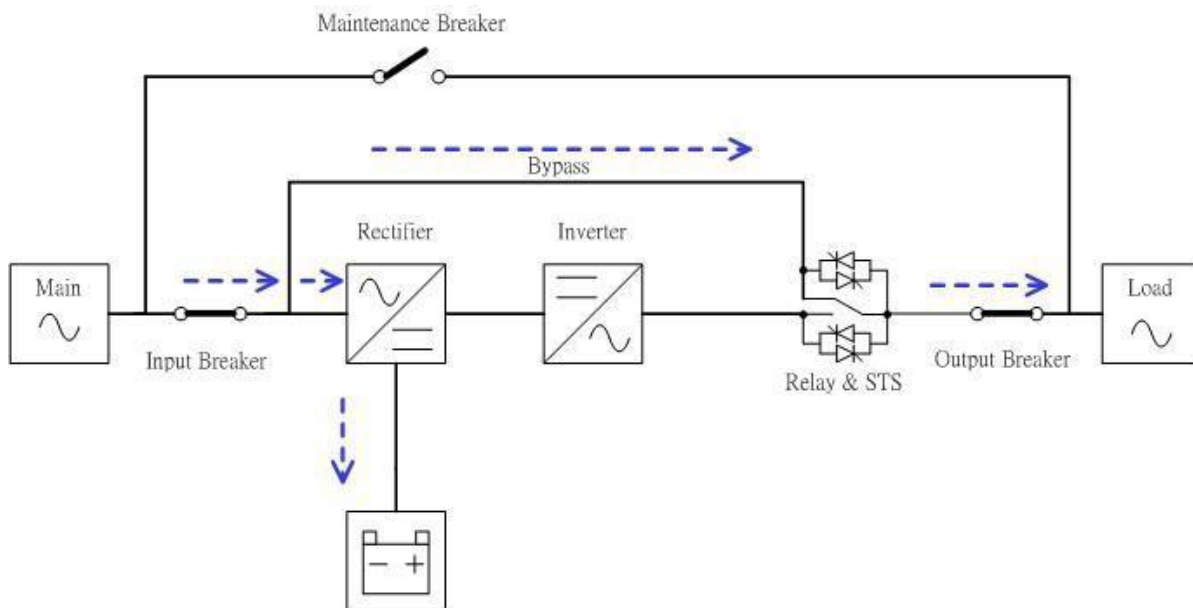 Maintenance Breaker
Bypass
Rectifier
Inverter
Main
Load
Input Breaker
Output Breaker
Relay & STS